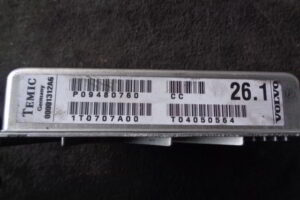 TEMIC
Germany
00001312A6
P09480760
CC
26.1
1T0707A00
T04050564
VOLVO